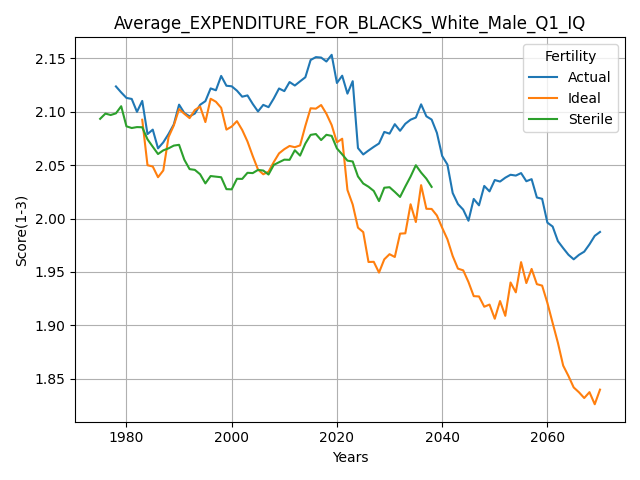 Average_EXPENDITURE_FOR_BLACKS_White_Male_Q1_IQ
Fertility
Actual
Ideal
Sterile
Score(1-3)
2.15
2.10
2.05
2.00
1.95
1.90
1.85
1980 2000 2020 2040 2060
Years